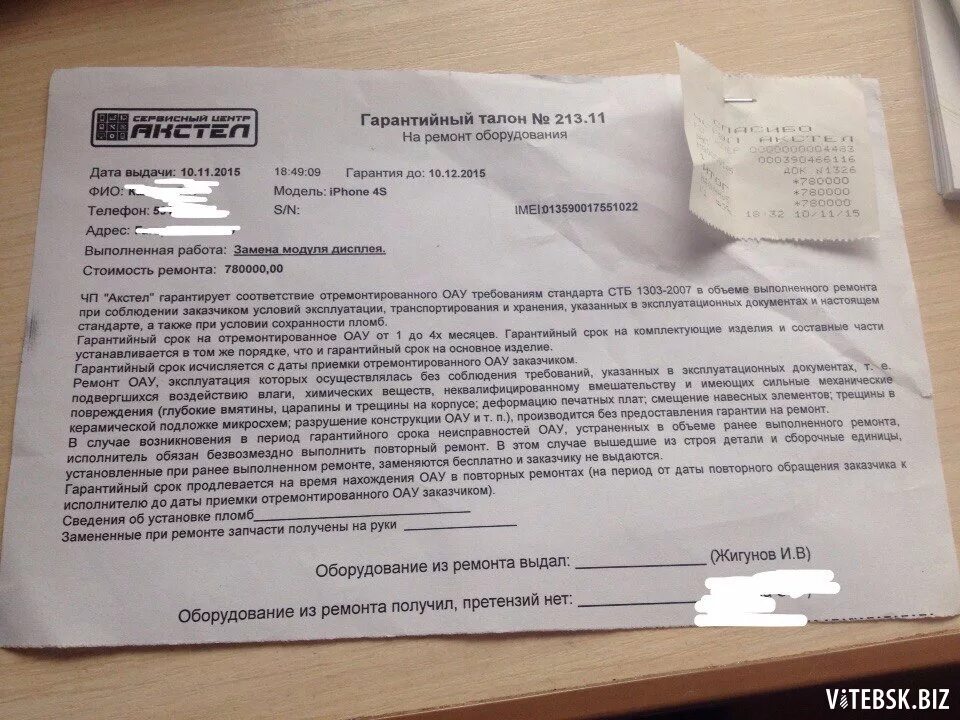 СЕРВИСНЫЙ ЦЕНТР
АКСТЕЛ
Гарантийный талон № 213.11
На ремонт оборудования
Дата выдачи: 10.11.2015 18:49:09 Гарантия до: 10.12.2015
ФИО: Модель: iPhone 4S
Телефон: S/N: IMEI:013590017551022
Адрес:
Выполненная работа: Замена модуля дисплея.
Стоимость ремонта: 780000,00
ЧП "Акстел" гарантирует соответствие отремонтированного ОАУ требованиям стандарта СТБ 1303-2007 в объеме выполненного ремонта
при соблюдении заказчиком условий эксплуатации, транспортирования и хранения, указанных в эксплуатационных документах и настоящем
стандарте, а также при условии сохранности пломб.
Гарантийный срок на отремонтированное ОАУ от 1 до 4х месяцев. Гарантийный срок на комплектующие изделия и составные части
устанавливается в том же порядке, что и гарантийный срок на основное изделие.
Гарантийный срок исчисляется с даты приемки отремонтированного ОАУ заказчиком.
Ремонт ОАУ, эксплуатация которых осуществлялась без соблюдения требований, указанных в эксплуатационных документах, т. е.
подвергшихся воздействию влаги, химических веществ, неквалифицированному вмешательству и имеющих сильные механические
повреждения (глубокие вмятины, царапины и трещины на корпусе; деформацию печатных плат; смещение навесных элементов; трещины в
керамической подложке микросхем; разрушение конструкции ОАУ и т. п.), производится без предоставления гарантии на ремонт.
В случае возникновения в период гарантийного срока неисправностей ОАУ, устраненных в объеме ранее выполненного ремонта,
исполнитель обязан безвозмездно выполнить повторный ремонт. В этом случае вышедшие из строя детали и сборочные единицы,
установленные при ранее выполненном ремонте, заменяются бесплатно и заказчику не выдаются.
Гарантийный срок продлевается на время нахождения ОАУ в повторных ремонтах (на период от даты повторного обращения заказчика к
исполнителю до даты приемки отремонтированного ОАУ заказчиком).
Сведения об установке пломб
Замененные при ремонте запчасти получены на руки
Оборудование из ремонта выдал: (Жигунов И.В)
Оборудование из ремонта получил, претензий нет:
СПАСИБО
АКСТЕЛ
0000000004483
000390466116
ДОК №1326
*780000
*780000
*780000
18:32 10/11/15
ViTEBSK.BIZ